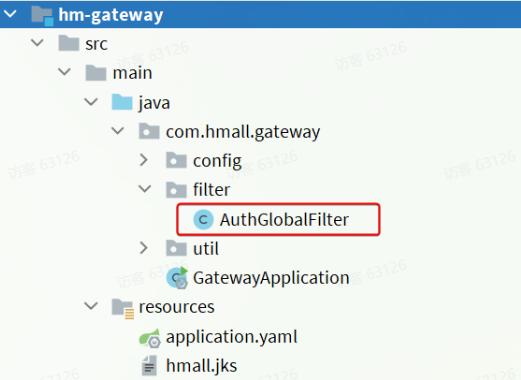 hm-gateway
src
访客 63126
访客 63126
main
java
com.hmall.gateway
config
访客 63126
访客 63126
filter
AuthGlobalFilter
util
访客 63126
访客 63126
GatewayApplication
resources
application.yaml
hmall.jks